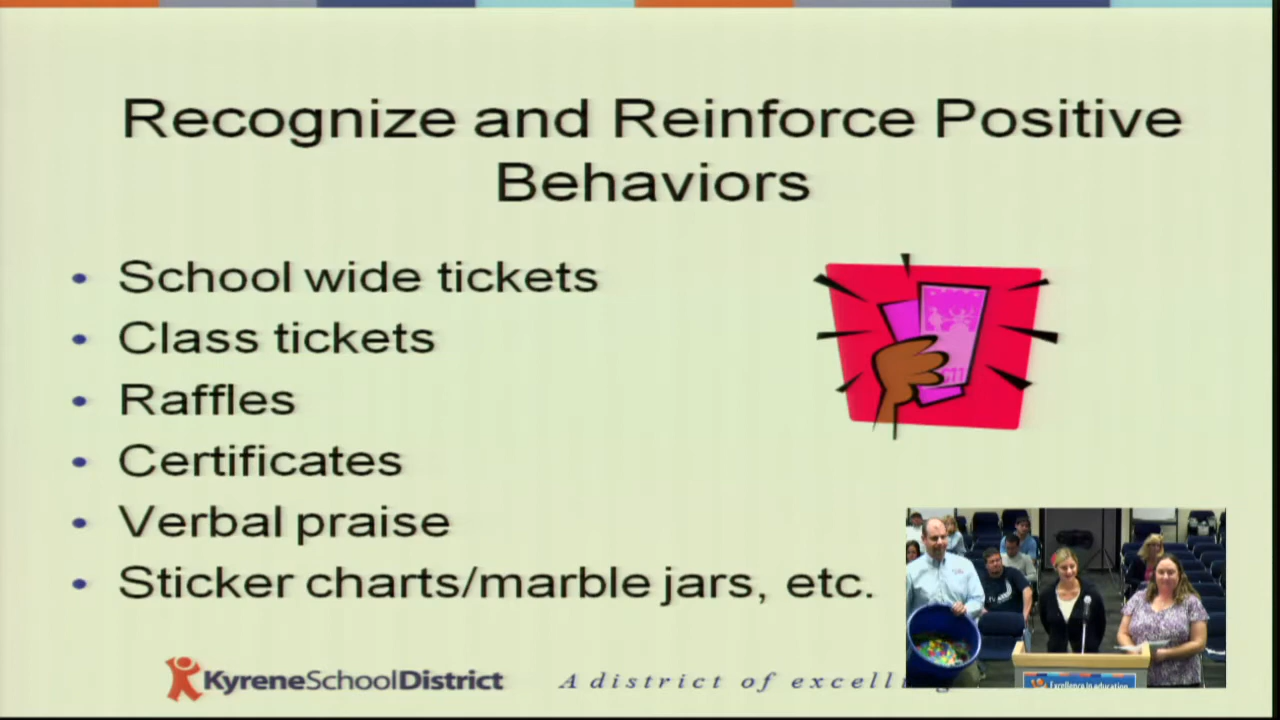 Recognize and Reinforce Positive
Behaviors
• School wide tickets
• Class tickets
• Raffles
• Certificates
• Verbal praise
• Sticker charts/marble jars, etc.
KyreneSchoolDistrict
A district of
Excellence in education